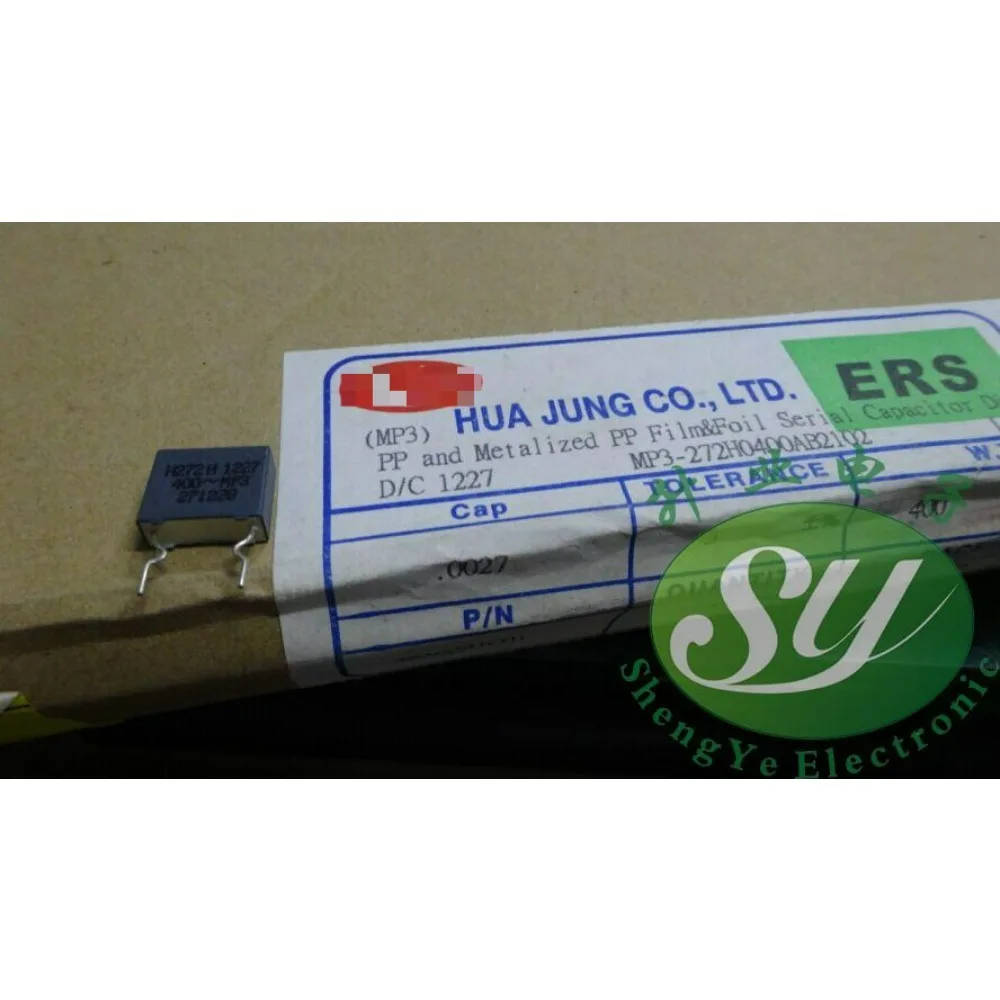 ERS
HUA JUNG CO., LTD.
(MP3)
PP and Metalized PP Film&Foil Serial Capacitor
D/C 1227
MP3-272H0400AB2102
Cap
TOLERANCE
W.
.0027
400
P/N
QUANTITY
H272H 1227
400~MP3
271028
SY
ShengYe Electronic